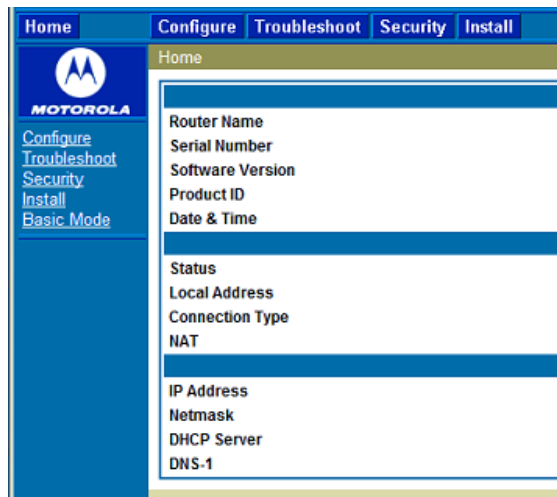 Home Configure Troubleshoot Security Install
Home
MOTOROLA
Configure
Troubleshoot
Security
Install
Basic Mode
Router Name
Serial Number
Software Version
Product ID
Date & Time
Status
Local Address
Connection Type
NAT
IP Address
Netmask
DHCP Server
DNS-1